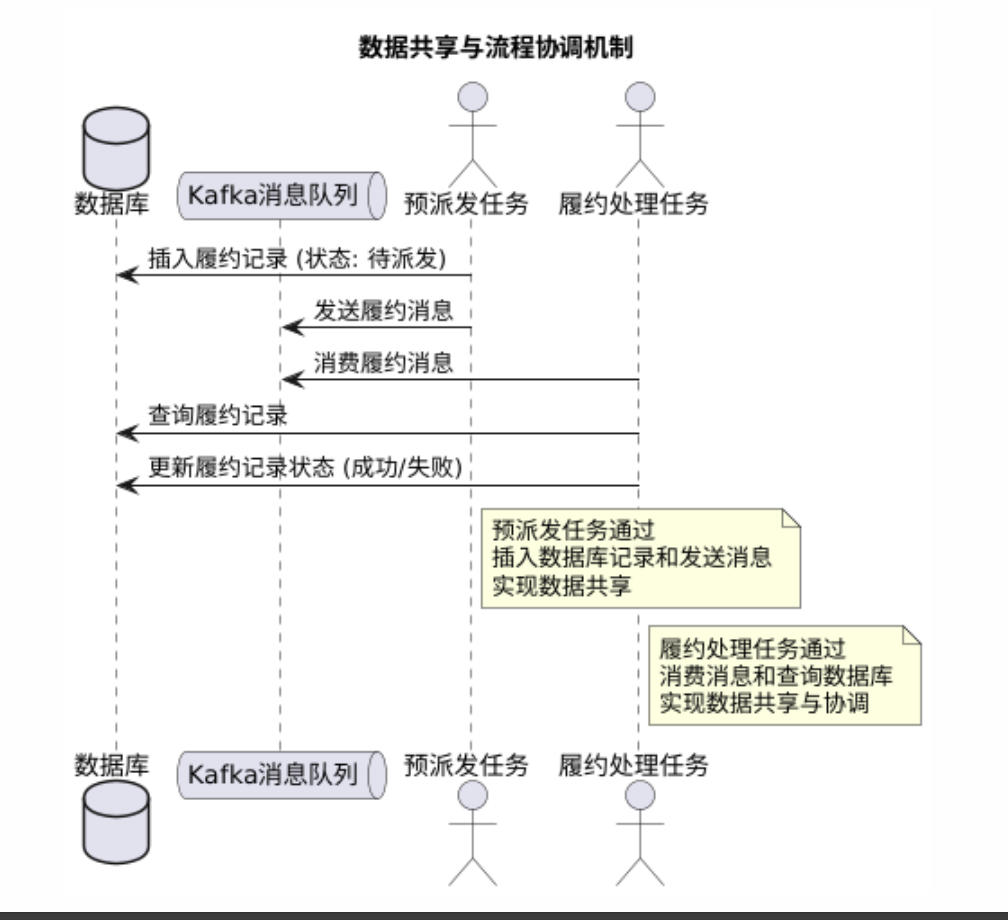 数据共享与流程协调机制
数据库
Kafka消息队列
预派发任务
履约处理任务
插入履约记录 (状态: 待派发)
发送履约消息
消费履约消息
查询履约记录
更新履约记录状态 (成功/失败)
预派发任务通过
插入数据库记录和发送消息
实现数据共享
履约处理任务通过
消费消息和查询数据库
实现数据共享与协调
数据库
Kafka消息队列
预派发任务
履约处理任务